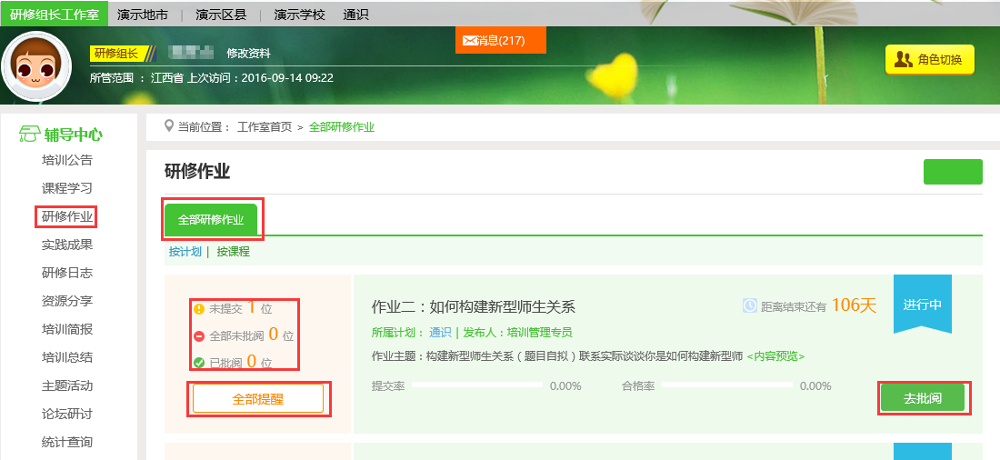 研修组长工作室 演示地市 | 演示区县 | 演示学校 通识
消息(217)
研修组长 修改资料
所管范围 ： 江西省 上次访问：2016-09-14 09:22
角色切换
辅导中心
培训公告
课程学习
研修作业
实践成果
研修日志
资源分享
培训简报
培训总结
主题活动
论坛研讨
统计查询
当前位置： 工作室首页 > 全部研修作业
研修作业
全部研修作业
按计划 | 按课程
未提交 1 位
全部未批阅 0 位
已批阅 0 位
全部提醒
作业二：如何构建新型师生关系
距离结束还有 106天
进行中
所属计划： 通识 | 发布人：培训管理专员
作业主题：构建新型师生关系（题目自拟）联系实际谈谈你是如何构建新型师 <内容预览>
提交率 0.00% 合格率 0.00%
去批阅